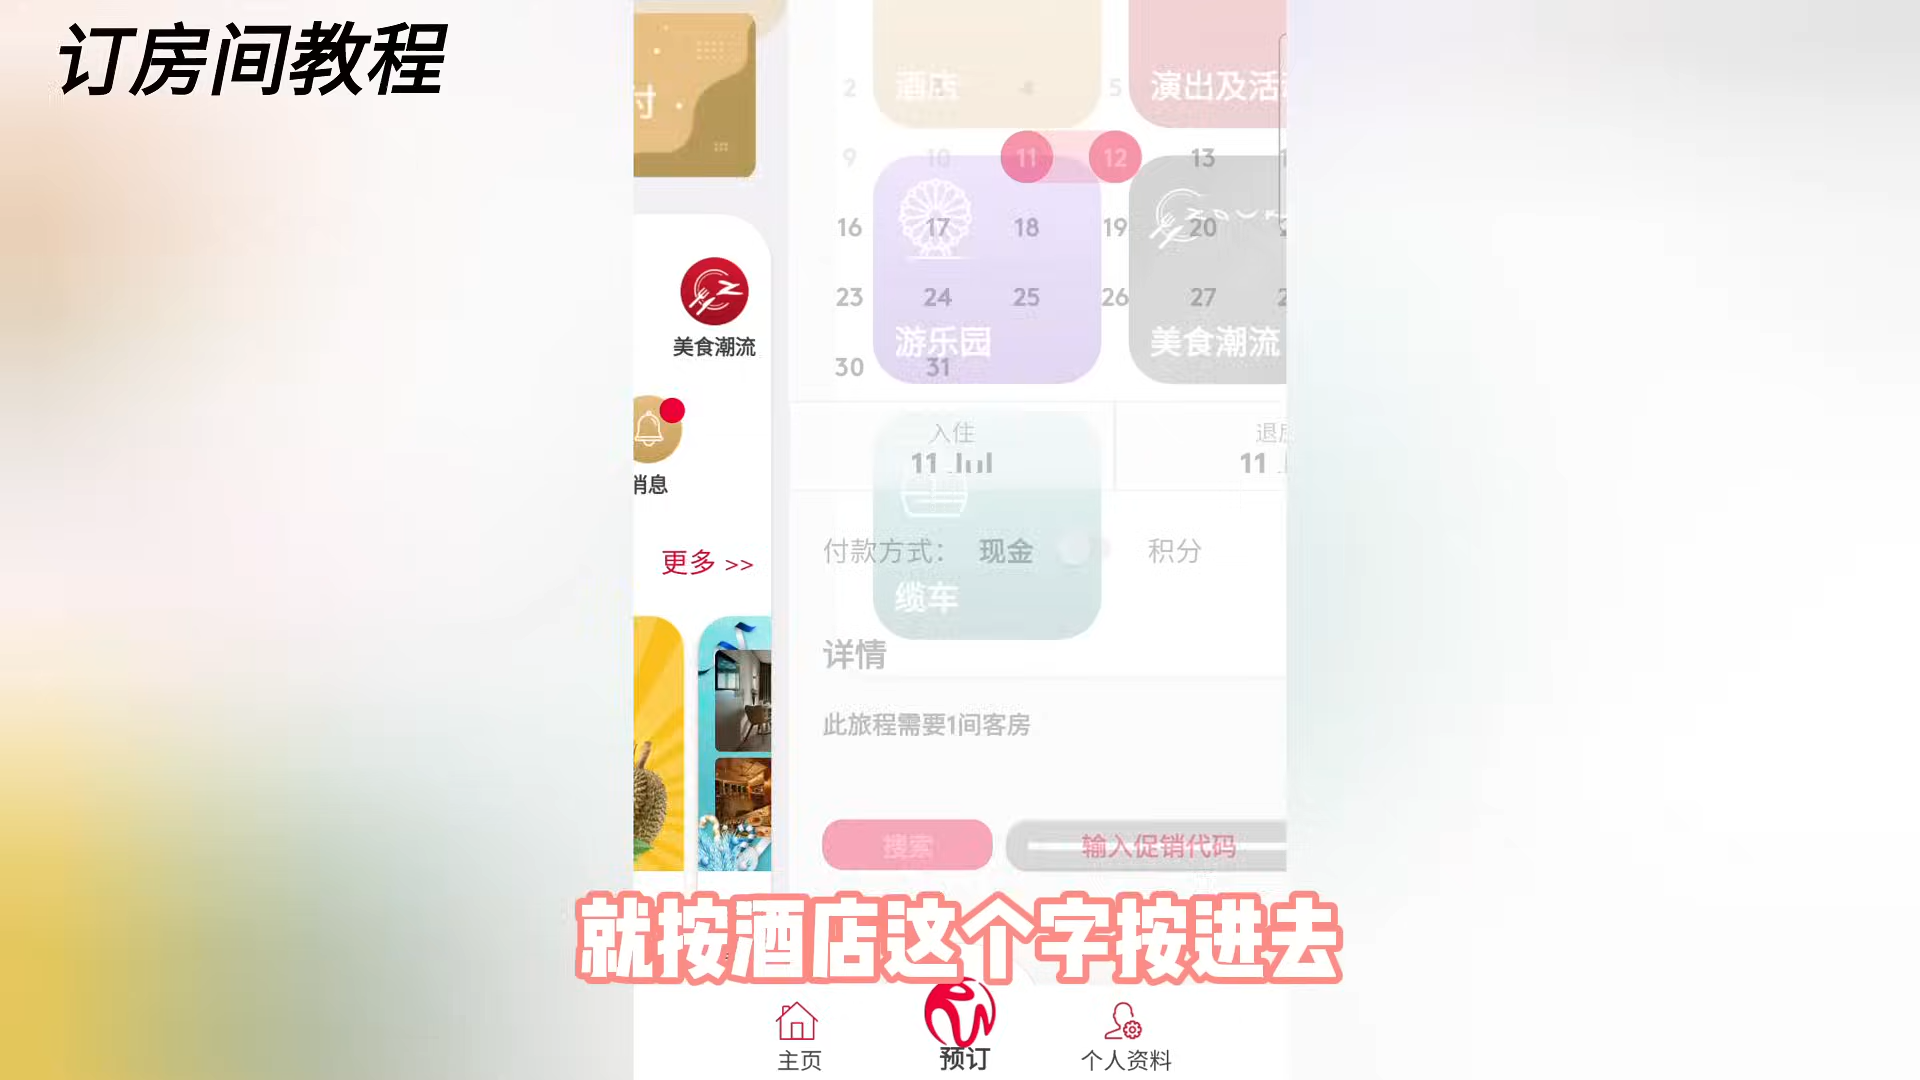 订房间教程
付
酒店
演出及活
2
4
5
9
10
11
12
13
16
17
18
19
20
23
24
25
26
27
30
31
游乐园
美食潮流
美食潮流
消息
更多 >>
入住
11 Jul
退房
11
付款方式：
现金
积分
缆车
详情
此旅程需要1间客房
搜索
输入促销代码
就按酒店这个字按进去
主页
预订
个人资料